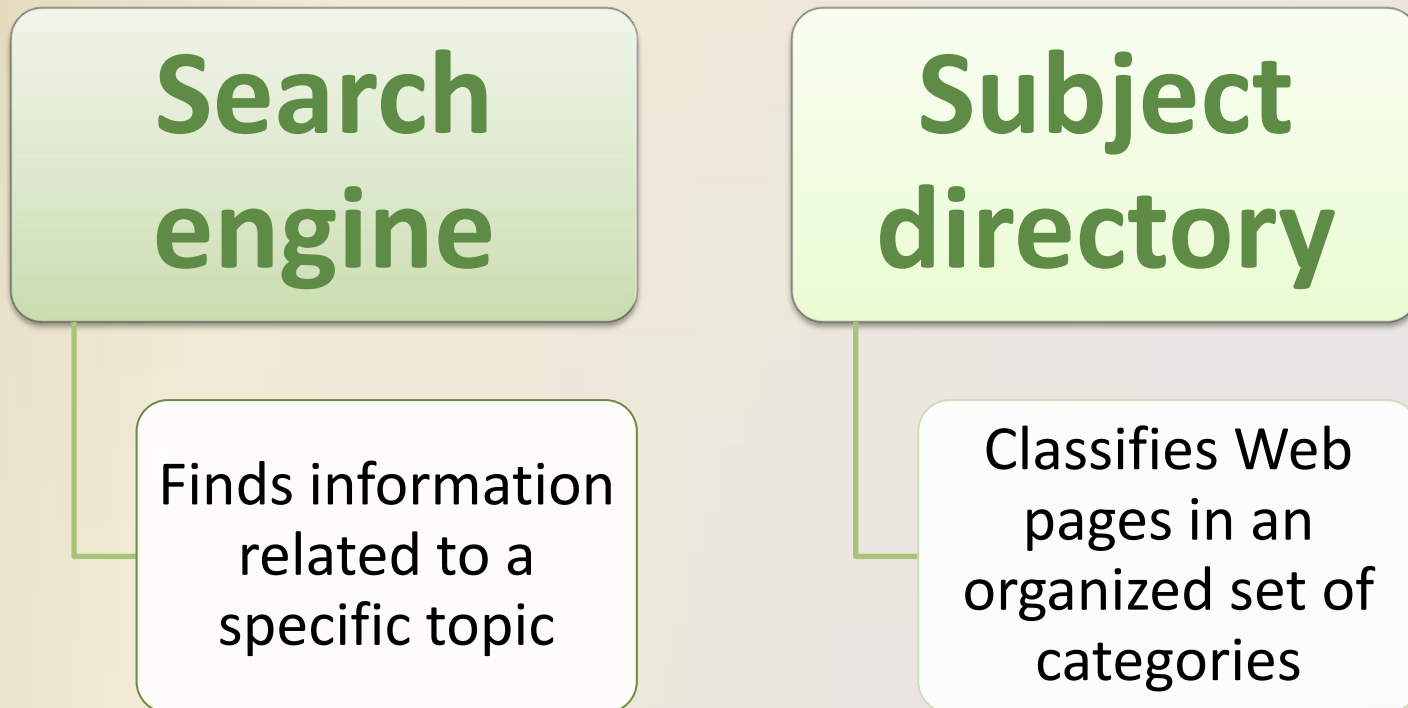 Search
engine
Finds information
related to a
specific topic
Subject
directory
Classifies Web
pages in an
organized set of
categories